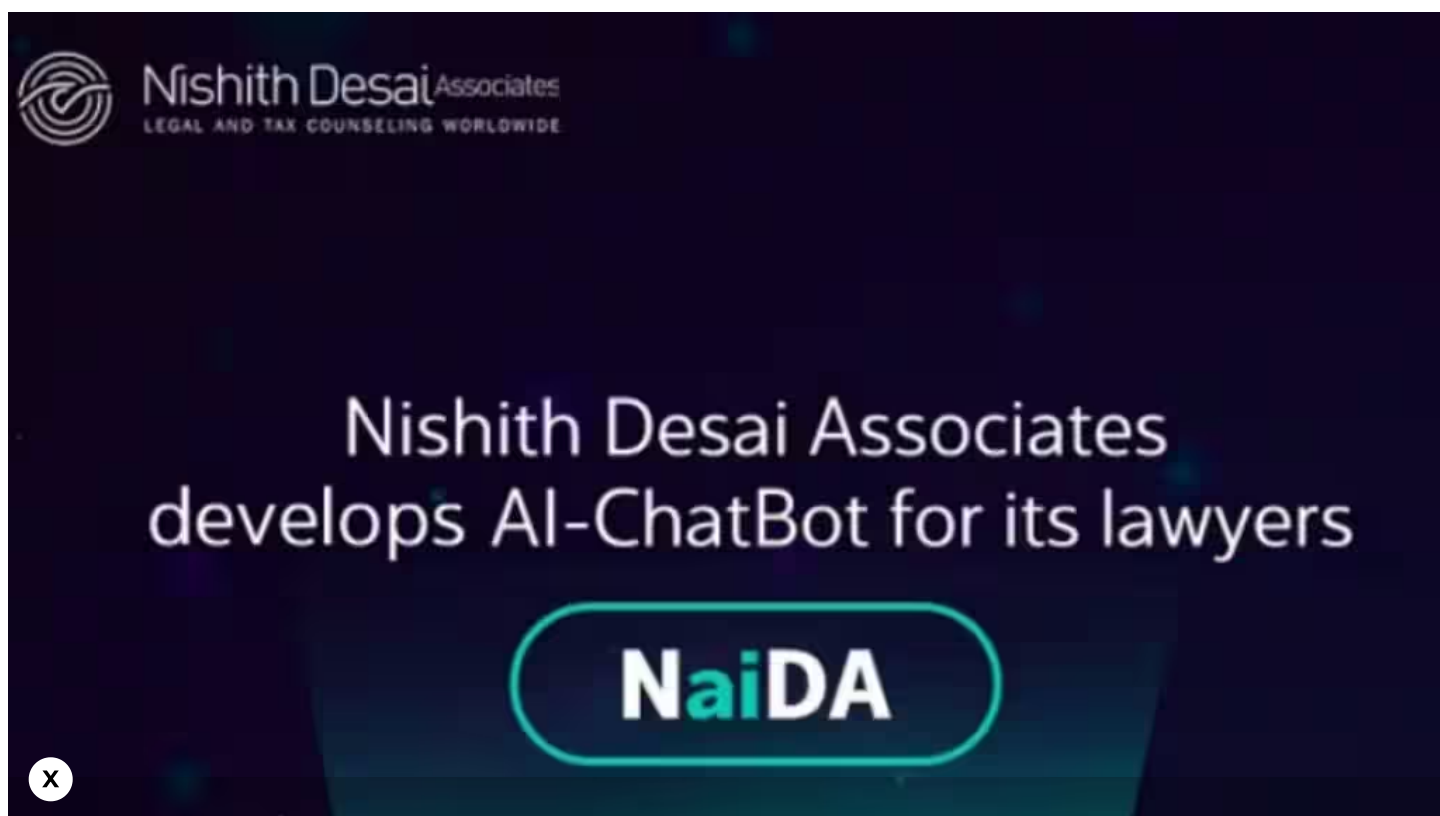 Nishith Desai Associates
LEGAL AND TAX COUNSELING WORLDWIDE
Nishith Desai Associates
develops AI-ChatBot for its lawyers
NaiDA
X